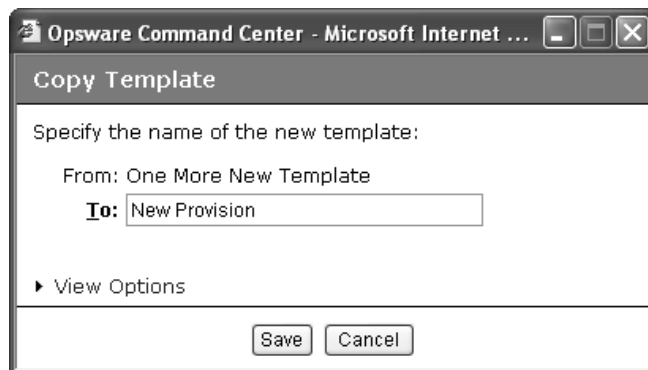 Opsware Command Center - Microsoft Internet ...
Copy Template
Specify the name of the new template:
From: One More New Template
To: New Provision
View Options
Save Cancel